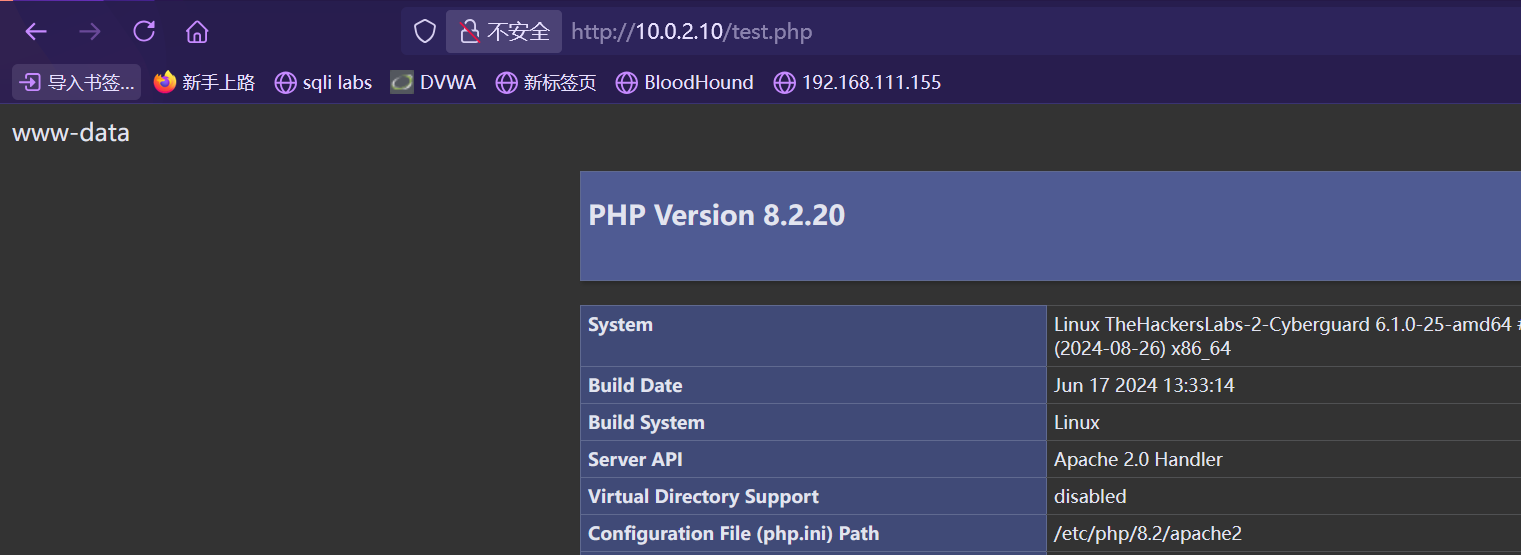 不安全 http://10.0.2.10/test.php
导入书签... 新手上路 sqli labs DVWA 新标签页 BloodHound 192.168.111.155
www-data
PHP Version 8.2.20
System Linux TheHackersLabs-2-Cyberguard 6.1.0-25-amd64 #
(2024-08-26) x86_64
Build Date Jun 17 2024 13:33:14
Build System Linux
Server API Apache 2.0 Handler
Virtual Directory Support disabled
Configuration File (php.ini) Path /etc/php/8.2/apache2